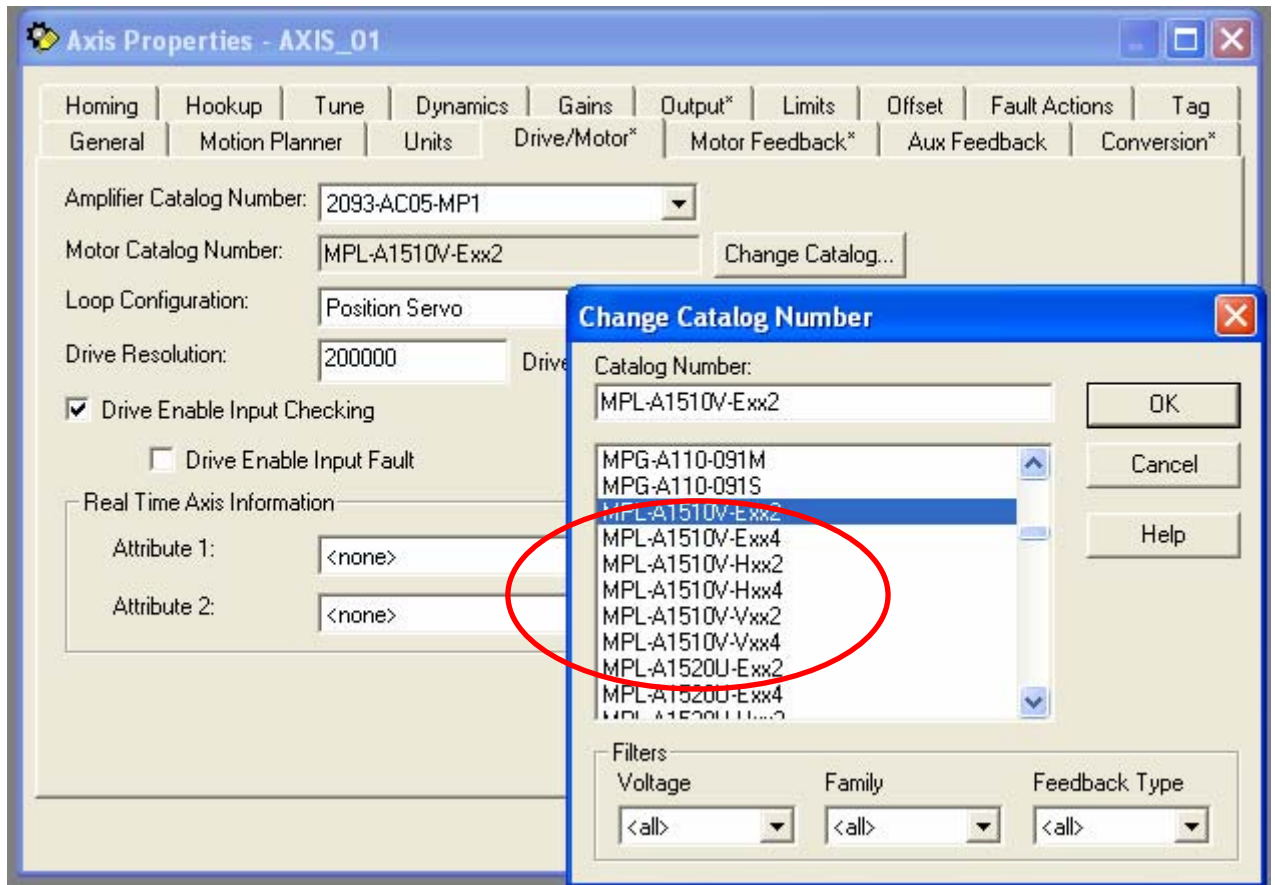 Axis Properties - AXIS_01
Homing Hookup Tune Dynamics Gains Output* Limits Offset Fault Actions Tag
General Motion Planner Units Drive/Motor* Motor Feedback* Aux Feedback Conversion*
Amplifier Catalog Number: 2093-AC05-MP1
Motor Catalog Number: MPL-A1510V-Exx2 Change Catalog...
Loop Configuration: Position Servo
Drive Resolution: 200000 Drive
Drive Enable Input Checking
Drive Enable Input Fault
Real Time Axis Information
Attribute 1: <none>
Attribute 2: <none>
Change Catalog Number
Catalog Number:
MPL-A1510V-Exx2 OK
Cancel
Help
MPG-A110-091M
MPG-A110-091S
MPL-A1510V-Exx2
MPL-A1510V-Exx4
MPL-A1510V-Hxx2
MPL-A1510V-Hxx4
MPL-A1510V-Vxx2
MPL-A1510V-Vxx4
MPL-A1520U-Exx2
MPL-A1520U-Exx4
Filters
Voltage Family Feedback Type
<all> <all> <all>